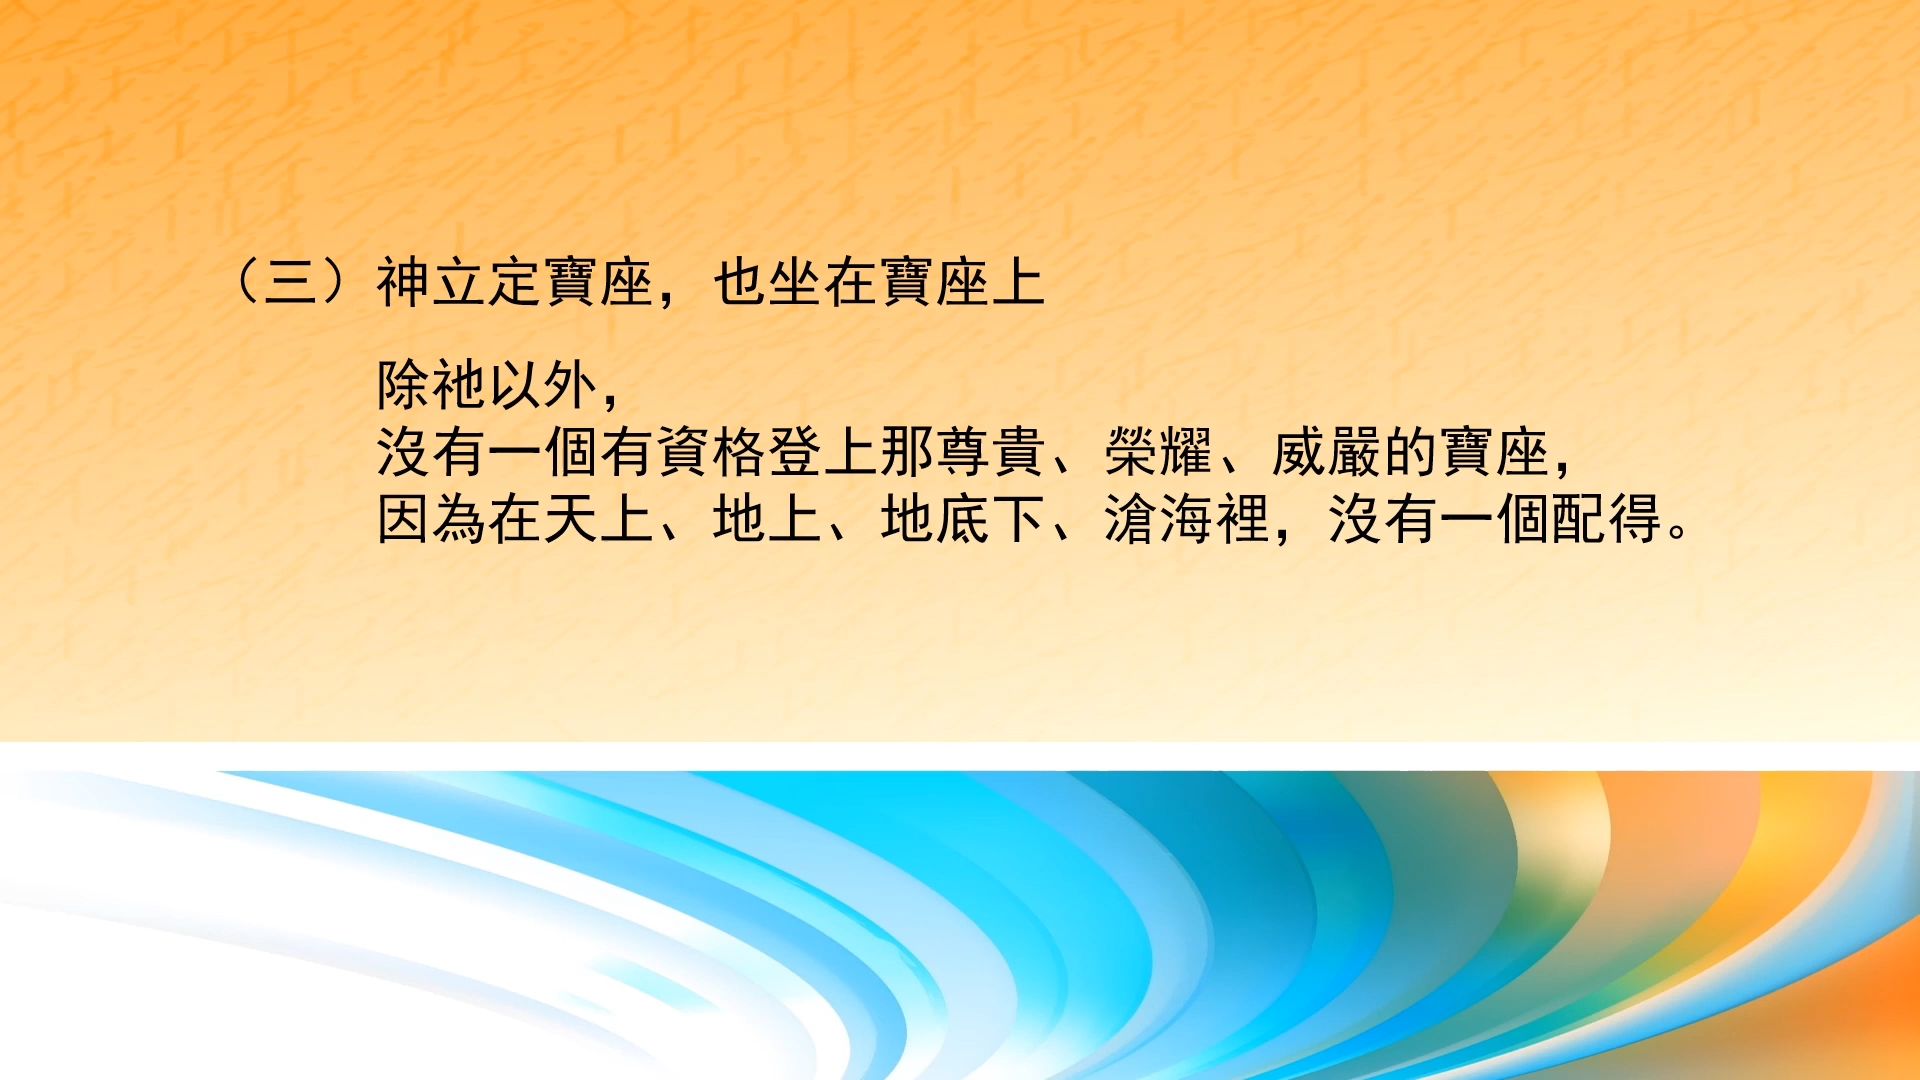 （三）神立定寶座，也坐在寶座上
除祂以外，
沒有一個有資格登上那尊貴、榮耀、威嚴的寶座，
因為在天上、地上、地底下、滄海裡，沒有一個配得。